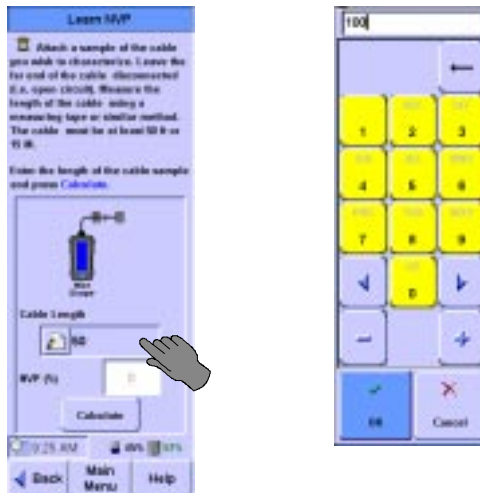 Learn NVP
Attach a sample of the cable
you wish to characterize. Leave the
far end of the cable disconnected
(i.e. open circuit). Measure the
length of the cable using a
measuring tape or similar method.
The cable must be at least 50 ft or
15 m.
Enter the length of the cable sample
and press Calculate.
Cable Length
60
NVP (%)
0
Calculate
9:25 AM
Back
Main
Menu
Help
100
1
2
3
4
5
6
7
8
9
0
-
+
OK
Cancel